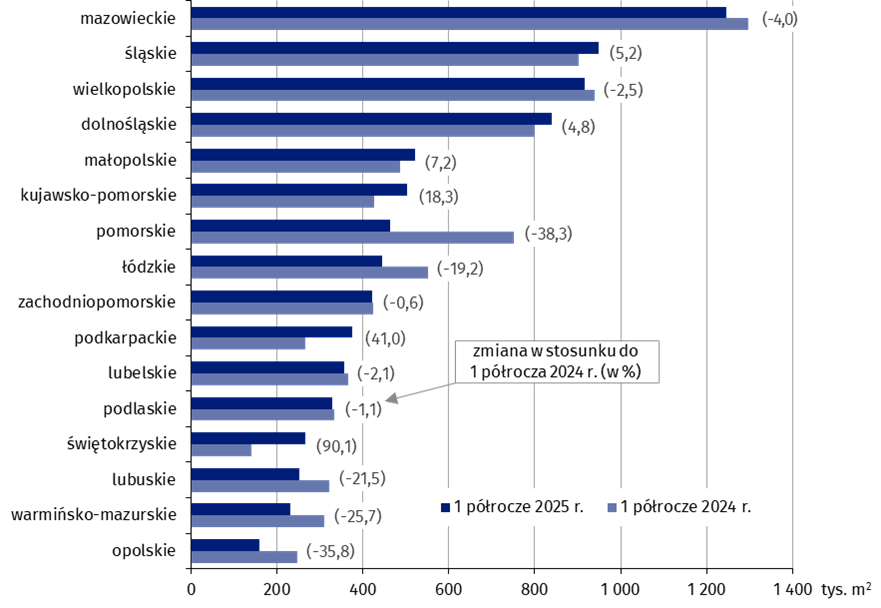 mazowieckie (-4,0)
śląskie (5,2)
wielkopolskie (-2,5)
dolnośląskie (4,8)
małopolskie (7,2)
kujawsko-pomorskie (18,3)
pomorskie (-38,3)
łódzkie (-19,2)
zachodniopomorskie (-0,6)
podkarpackie (41,0)
zmiana w stosunku do
1 półrocza 2024 r. (w %)
lubelskie (-2,1)
podlaskie (-1,1)
świętokrzyskie (90,1)
lubuskie (-21,5)
1 półrocze 2025 r. 1 półrocze 2024 r.
warmińsko-mazurskie (-25,7)
opolskie (-35,8)
0 200 400 600 800 1 000 1 200 1 400 tys. m²